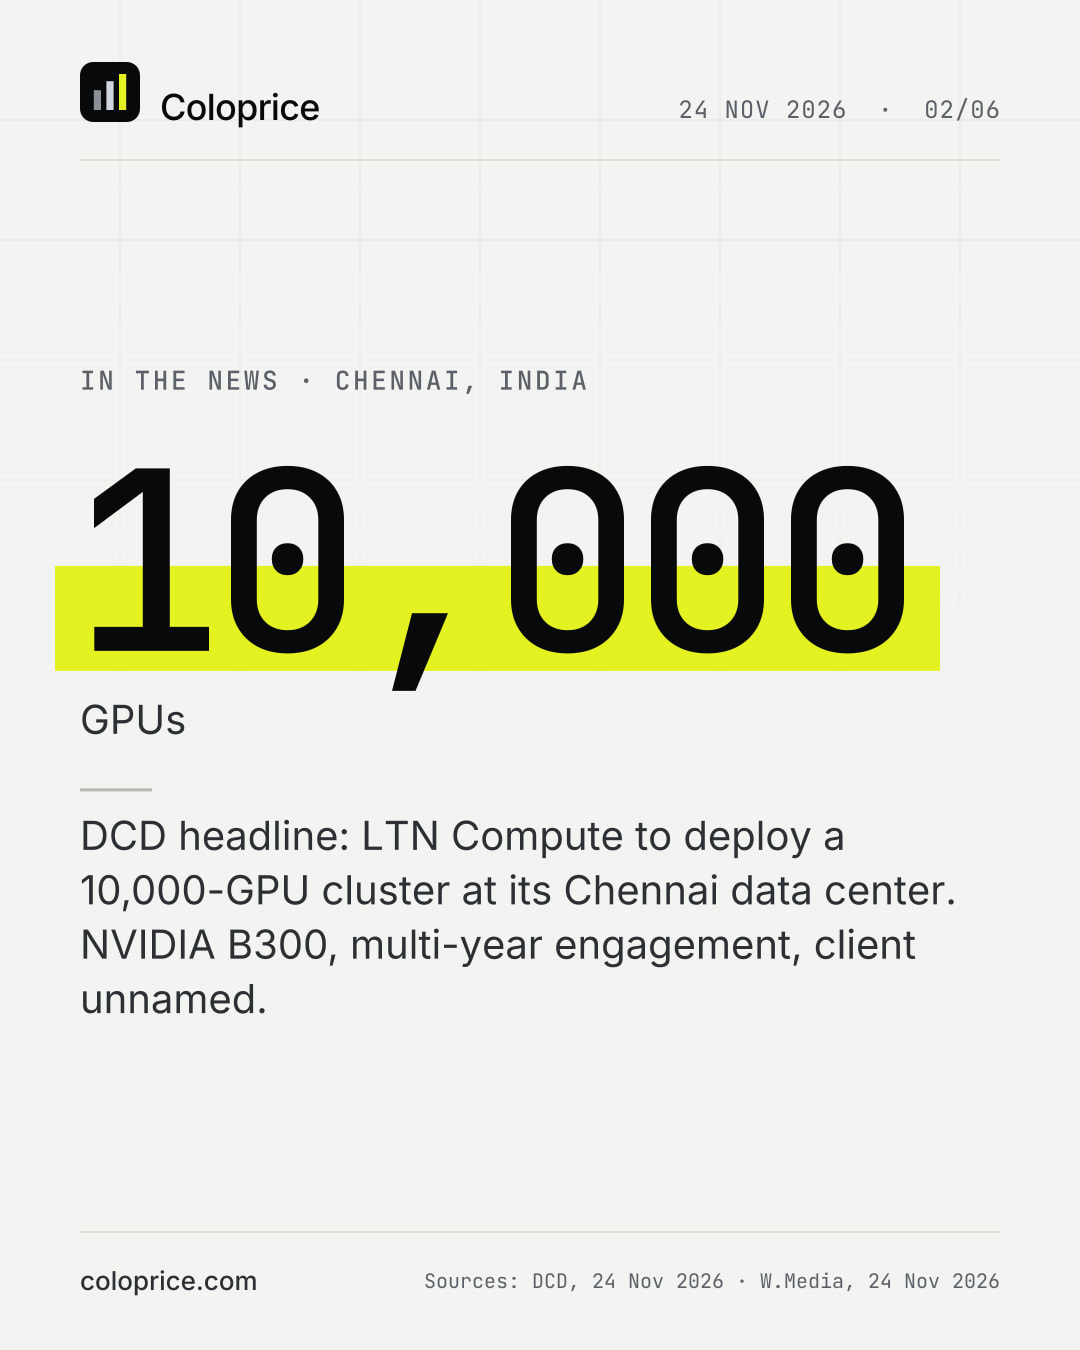 Coloprice
24 NOV 2026 · 02/06
IN THE NEWS · CHENNAI, INDIA
10,000
GPUs
DCD headline: LTN Compute to deploy a
10,000-GPU cluster at its Chennai data center.
NVIDIA B300, multi-year engagement, client
unnamed.
coloprice.com
Sources: DCD, 24 Nov 2026 · W.Media, 24 Nov 2026